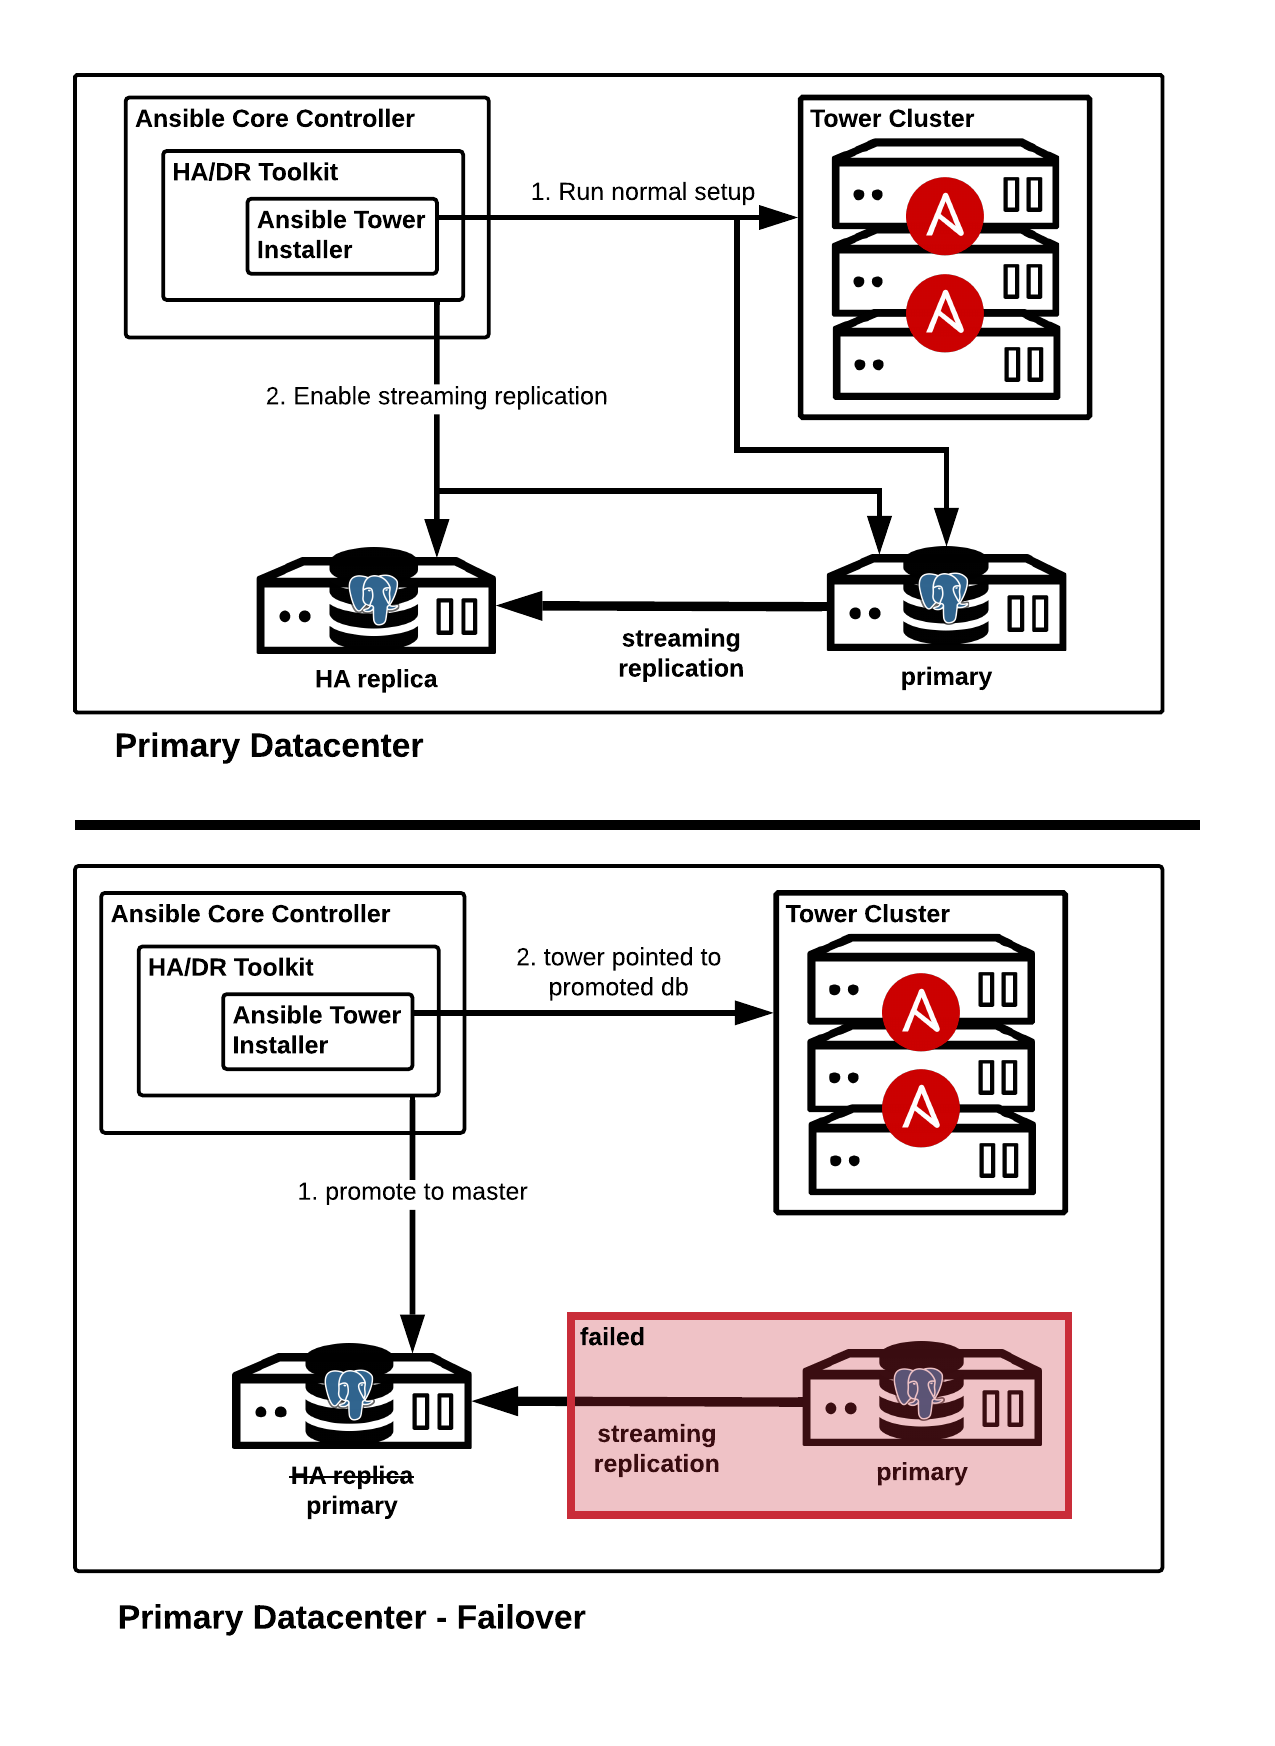 Ansible Core Controller
HA/DR Toolkit
Ansible Tower
Installer
1. Run normal setup
Tower Cluster
2. Enable streaming replication
streaming
replication
HA replica
primary
Primary Datacenter
Ansible Core Controller
HA/DR Toolkit
Ansible Tower
Installer
2. tower pointed to
promoted db
Tower Cluster
1. promote to master
failed
streaming
replication
primary
HA replica
primary
Primary Datacenter - Failover